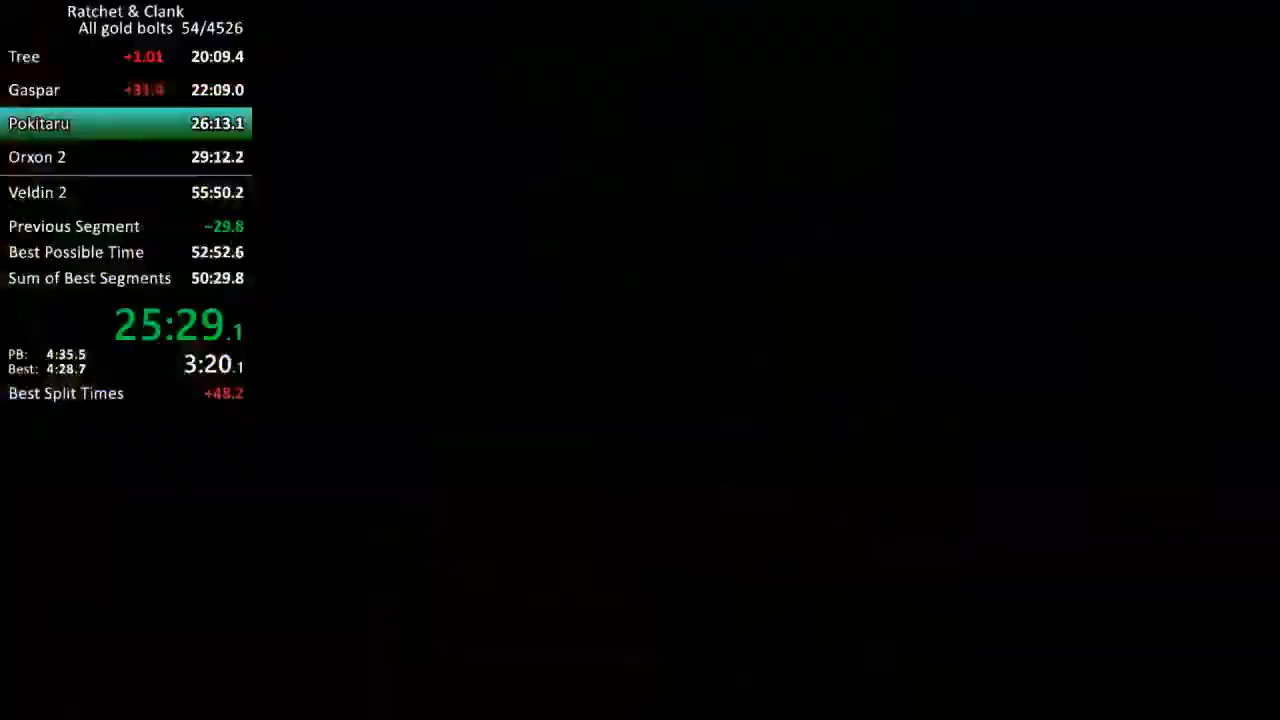 Ratchet & Clank
All gold bolts 54/4526
Tree +1.01 20:09.4
Gaspar +31.4 22:09.0
Pokitaru 26:13.1
Orxon 2 29:12.2
Veldin 2 55:50.2
Previous Segment -29.8
Best Possible Time 52:52.6
Sum of Best Segments 50:29.8
25:29.1
PB: 4:35.5
Best: 4:28.7 3:20.1
Best Split Times +48.2